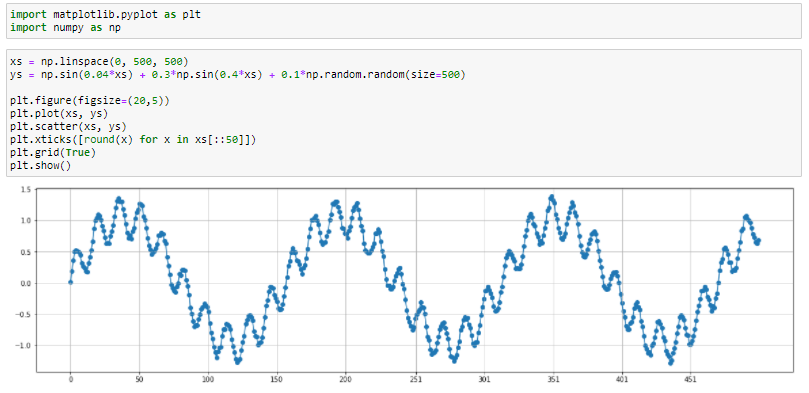 import matplotlib.pyplot as plt
import numpy as np
xs = np.linspace(0, 500, 500)
ys = np.sin(0.04*xs) + 0.3*np.sin(0.4*xs) + 0.1*np.random.random(size=500)
plt.figure(figsize=(20,5))
plt.plot(xs, ys)
plt.scatter(xs, ys)
plt.xticks([round(x) for x in xs[::50]])
plt.grid(True)
plt.show()
1.5
1.0
0.5
0.0
−0.5
−1.0
0 50 100 150 200 251 301 351 401 451